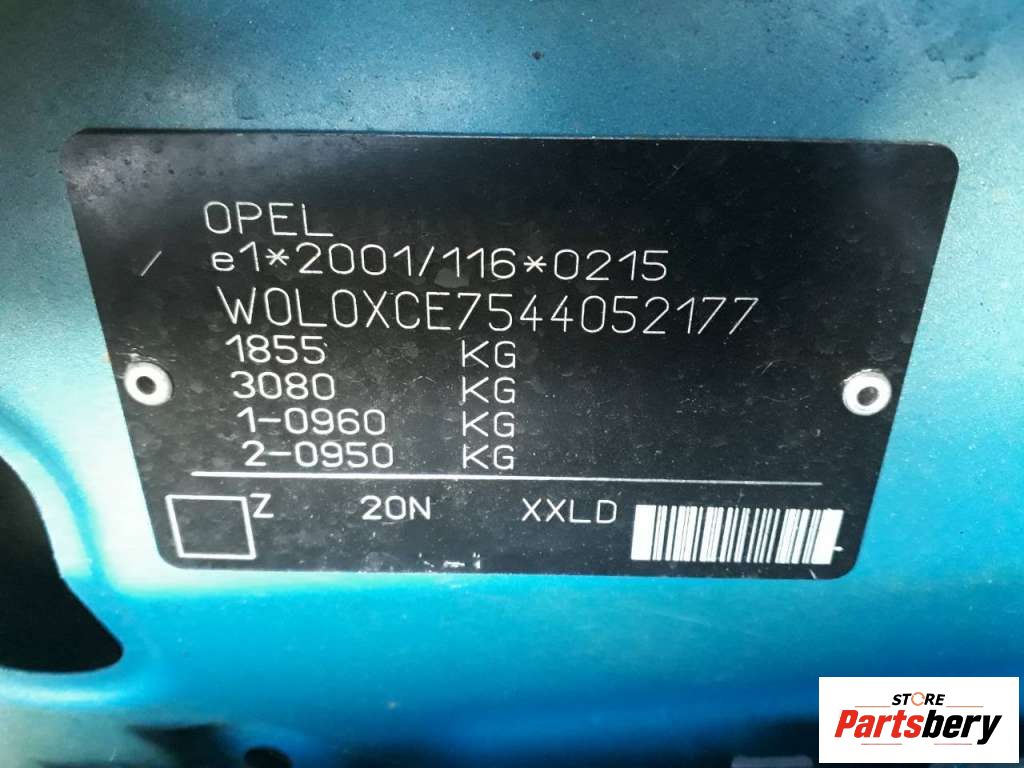 OPEL
e1*2001/116*0215
W0L0XCE7544052177
1855 KG
3080 KG
1-0960 KG
2-0950 KG
Z 20N XXLD
STORE
Partsbery